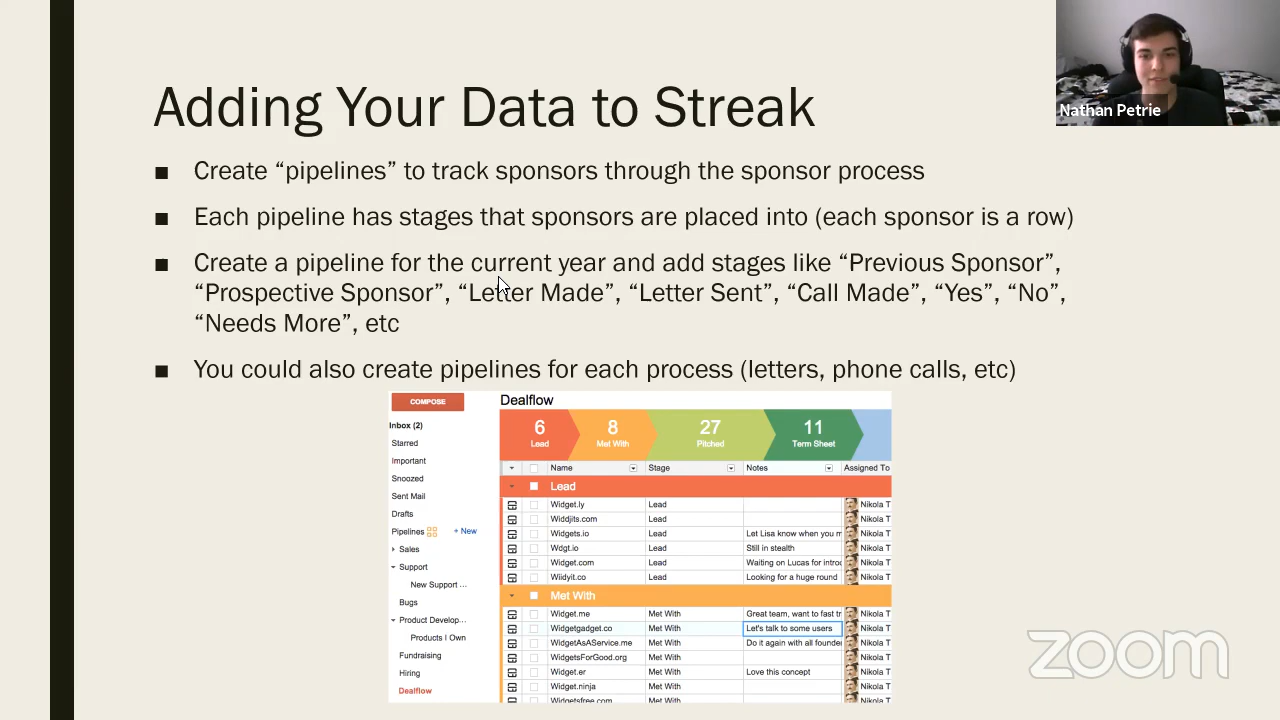 Nathan Petrie
Adding Your Data to Streak
■ Create “pipelines” to track sponsors through the sponsor process
■ Each pipeline has stages that sponsors are placed into (each sponsor is a row)
■ Create a pipeline for the current year and add stages like “Previous Sponsor”,
“Prospective Sponsor”, “Letter Made”, “Letter Sent”, “Call Made”, “Yes”, “No”,
“Needs More”, etc
■ You could also create pipelines for each process (letters, phone calls, etc)
COMPOSE
Inbox (2)
Starred
Important
Snoozed
Sent Mail
Drafts
Pipelines + New
Sales
Support
New Support ...
Bugs
Product Develop...
Products I Own
Fundraising
Hiring
Dealflow
Dealflow
6 8 27 11
Lead Met With Pitched Term Sheet
Name Stage Notes Assigned To
Lead
Widget.ly Lead Nikola T
Widdjits.com Lead Nikola T
Widgets.io Lead Let Lisa know when you m Nikola T
Wdgt.io Lead Still in stealth Nikola T
Widget.com Lead Waiting on Lucas for introd Nikola T
Wiidyit.co Lead Looking for a huge round Nikola T
Met With
Widget.me Met With Great team, want to fast tr Nikola T
Widgetgadget.co Met With Let's talk to some users Nikola T
WidgetAsAService.me Met With Do it again with all founder Nikola T
WidgetsForGood.org Met With Nikola T
Widget.er Met With Love this concept Nikola T
Widget.ninja Met With Nikola T
Widgetsfree.com Met With Nikola T
zoom